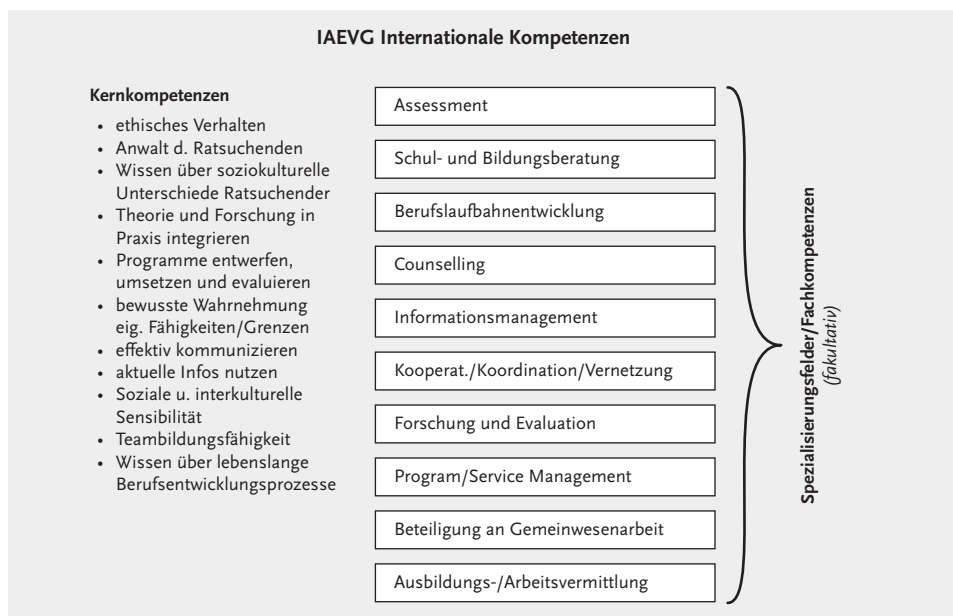 IAEVG Internationale Kompetenzen
Kernkompetenzen
• ethisches Verhalten
• Anwalt d. Ratsuchenden
• Wissen über soziokulturelle
Unterschiede Ratsuchender
• Theorie und Forschung in
Praxis integrieren
• Programme entwerfen,
umsetzen und evaluieren
• bewusste Wahrnehmung
eig. Fähigkeiten/Grenzen
• effektiv kommunizieren
• aktuelle Infos nutzen
• Soziale u. interkulturelle
Sensibilität
• Teambildungsfähigkeit
• Wissen über lebenslange
Berufsentwicklungsprozesse
Assessment
Schul- und Bildungsberatung
Berufslaufbahnentwicklung
Counselling
Informationsmanagement
Kooperat./Koordination/Vernetzung
Forschung und Evaluation
Program/Service Management
Beteiligung an Gemeinwesenarbeit
Ausbildungs-/Arbeitsvermittlung
Spezialisierungsfelder/Fachkompetenzen
(fakultativ)